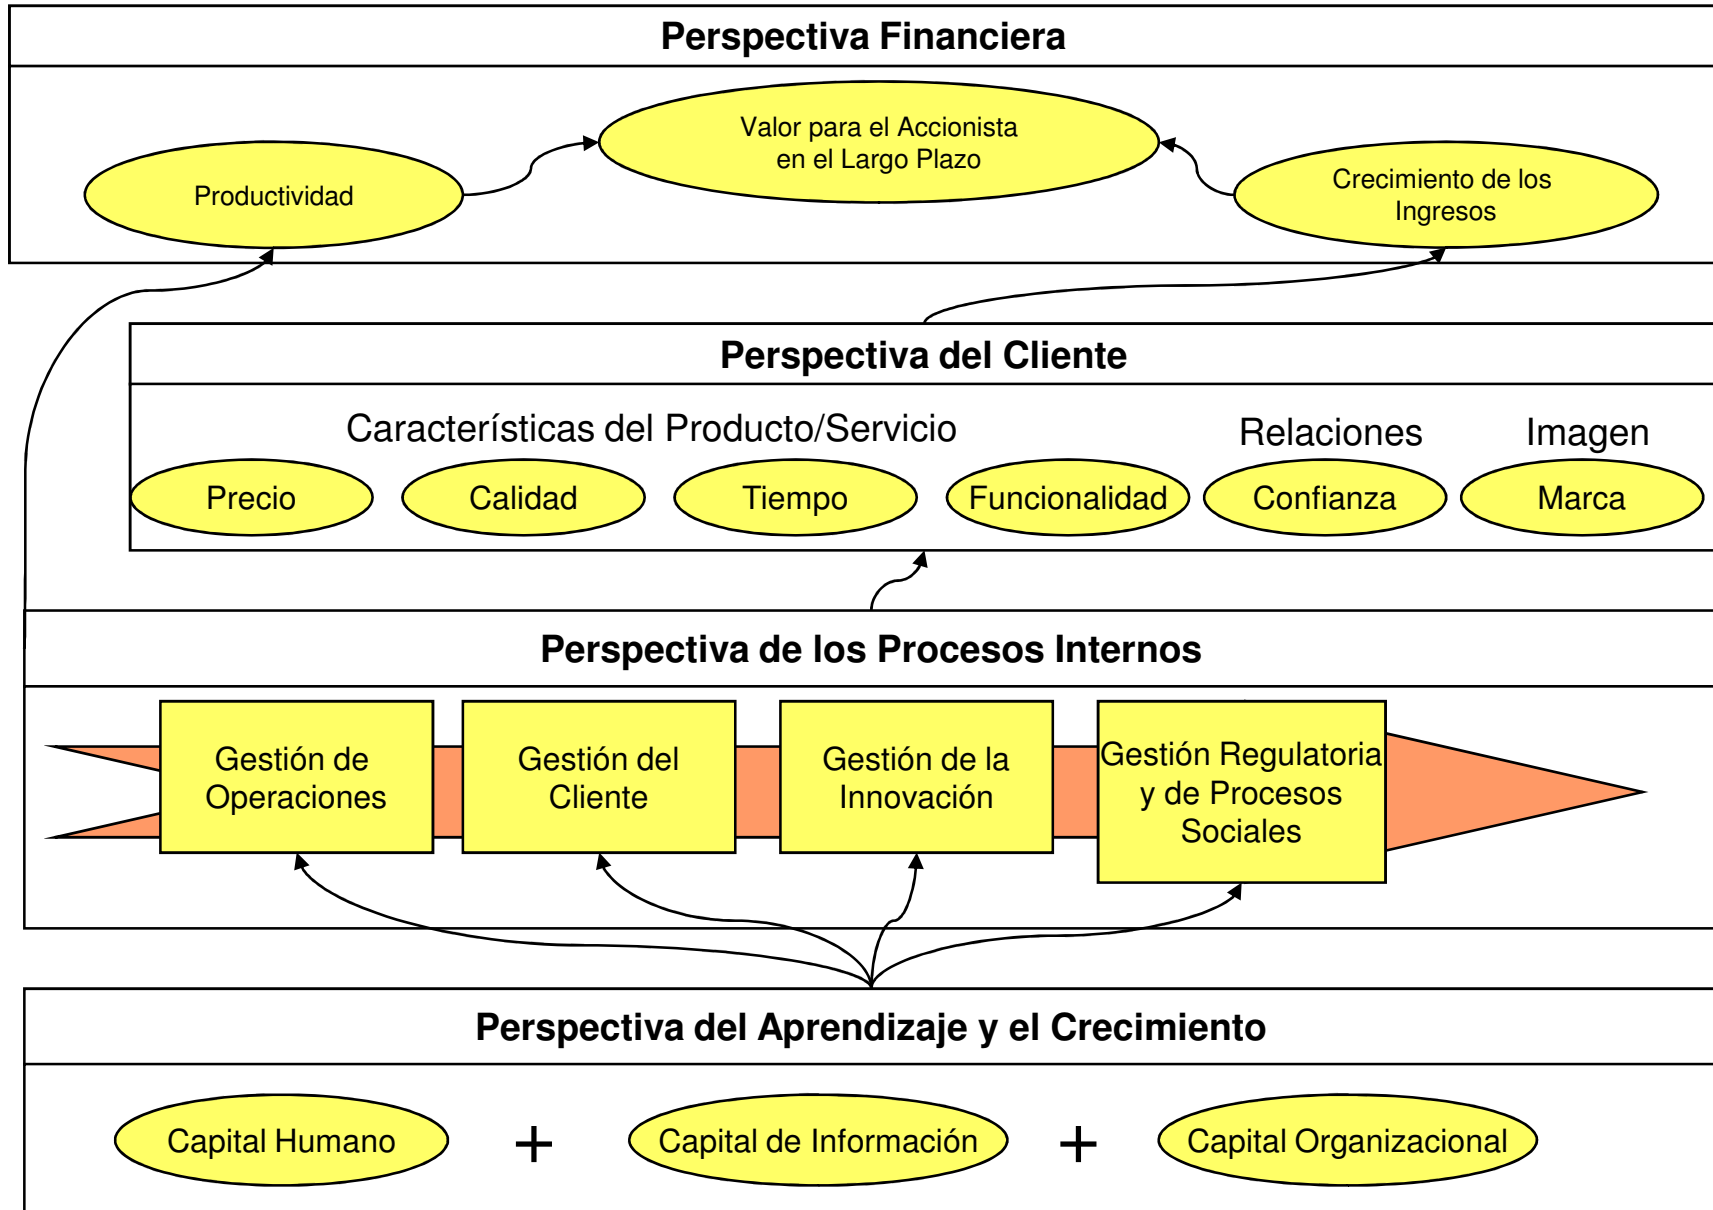 Perspectiva Financiera
Valor para el Accionista
en el Largo Plazo
Productividad
Crecimiento de los
Ingresos
Perspectiva del Cliente
Características del Producto/Servicio
Relaciones
Imagen
Precio
Calidad
Tiempo
Funcionalidad
Confianza
Marca
Perspectiva de los Procesos Internos
Gestión de
Operaciones
Gestión del
Cliente
Gestión de la
Innovación
Gestión Regulatoria
y de Procesos
Sociales
Perspectiva del Aprendizaje y el Crecimiento
Capital Humano
+
Capital de Información
+
Capital Organizacional